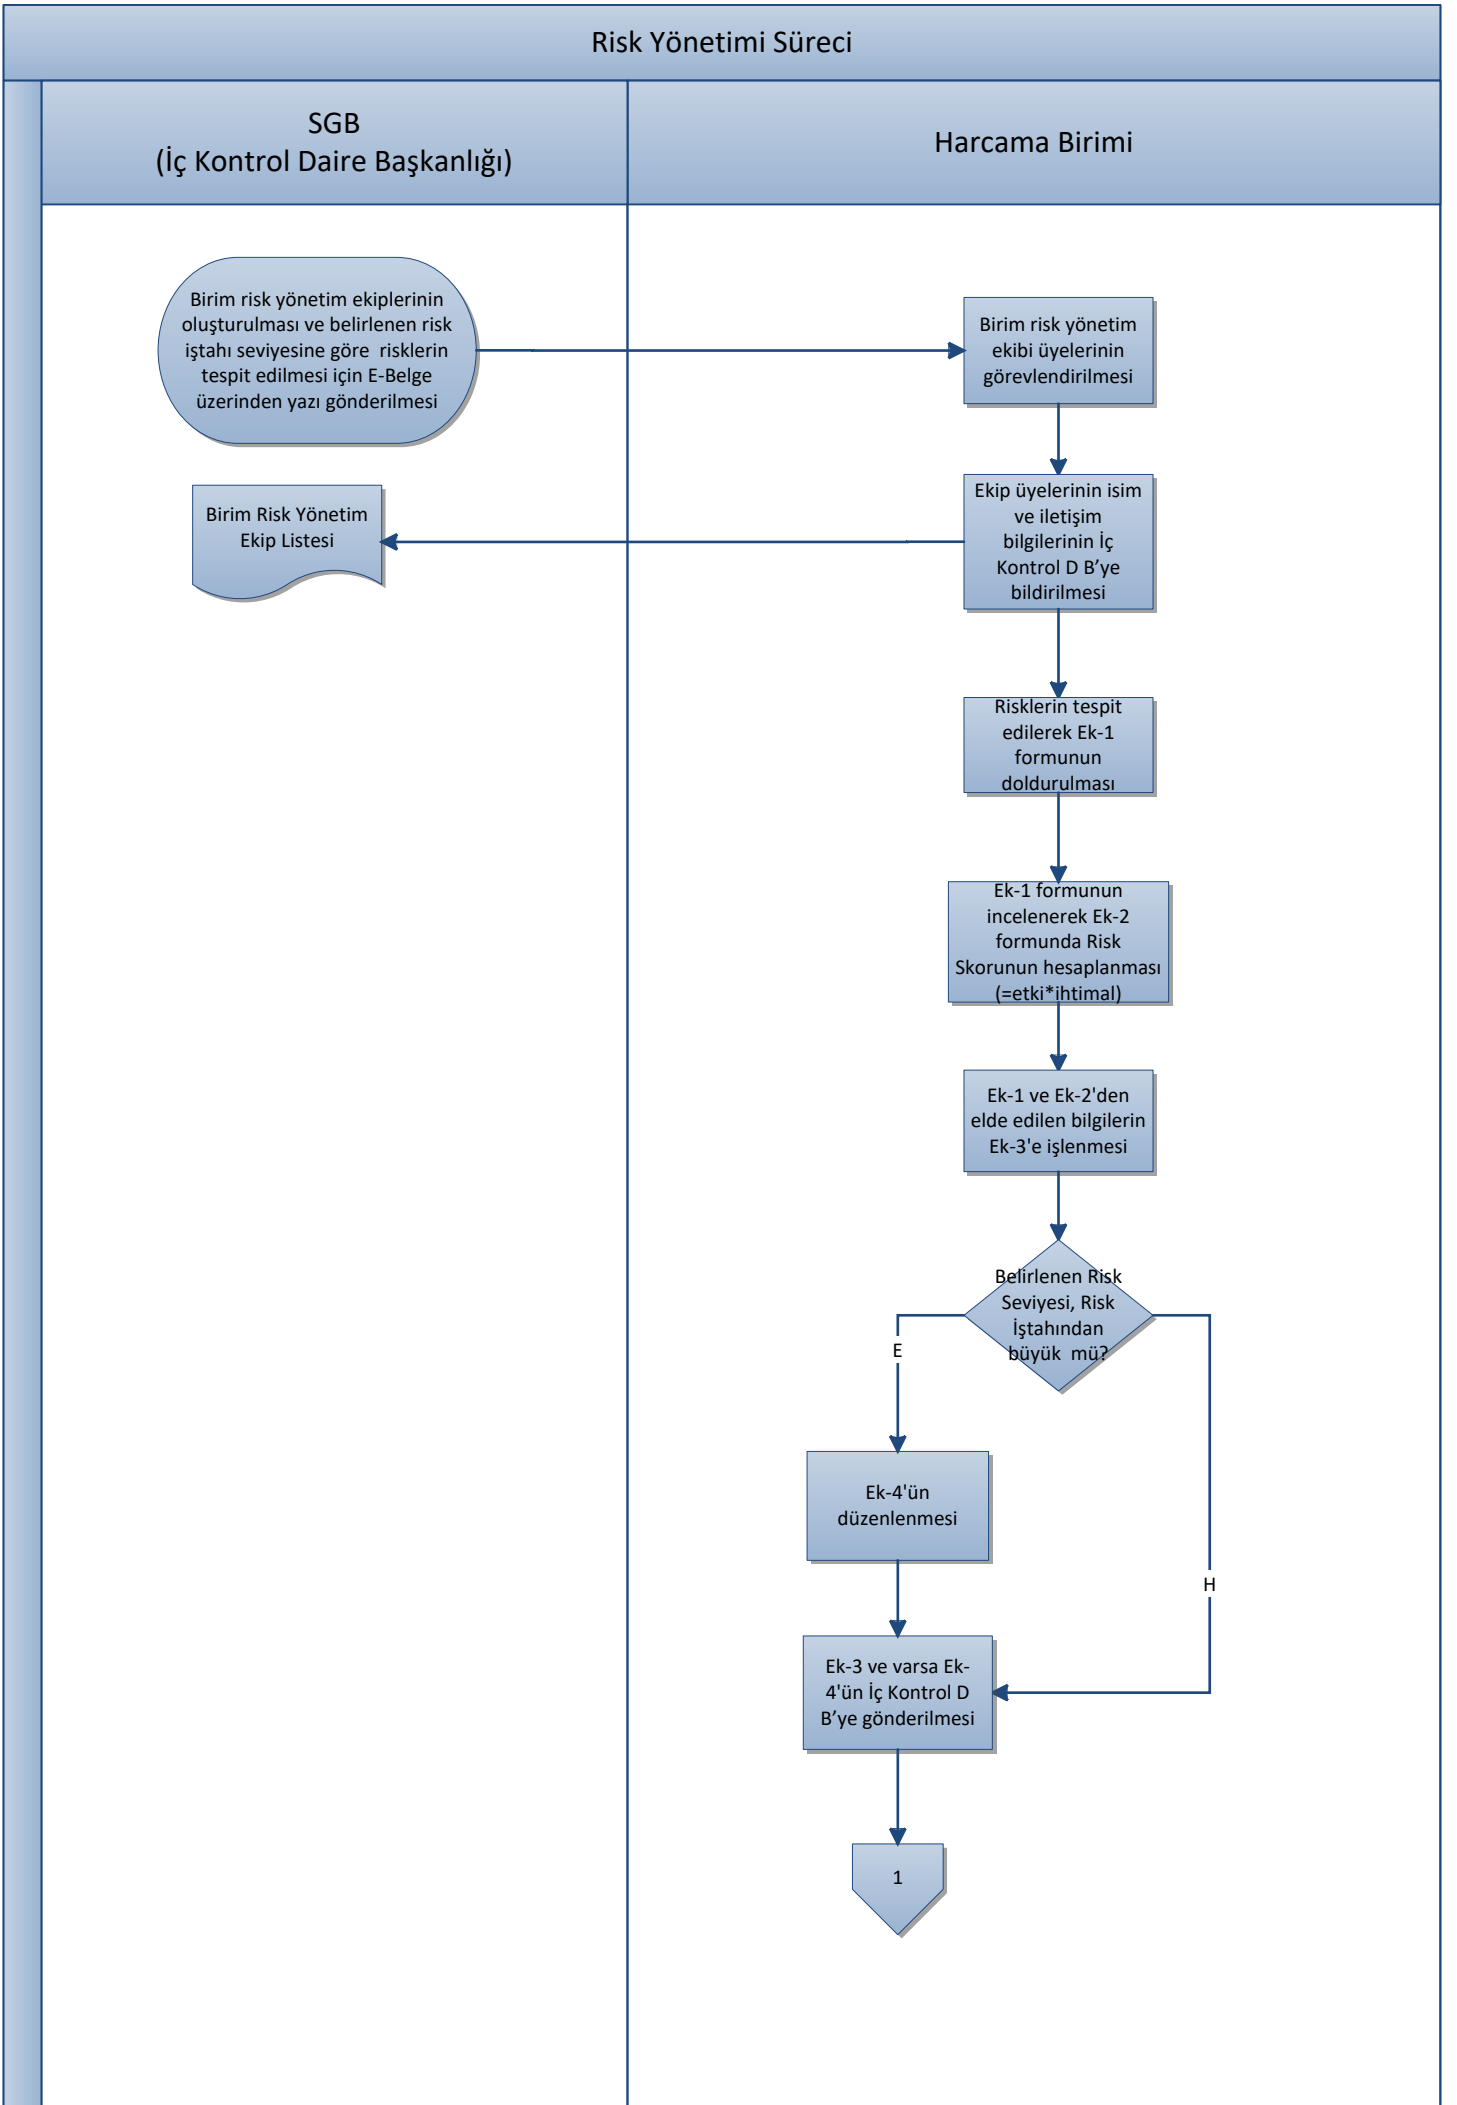 Risk Yönetimi Süreci
SGB
(İç Kontrol Daire Başkanlığı)
Harcama Birimi
Birim risk yönetim ekiplerinin
oluşturulması ve belirlenen risk
iştahı seviyesine göre  risklerin
tespit edilmesi için E-Belge
üzerinden yazı gönderilmesi
Birim risk yönetim
ekibi üyelerinin
görevlendirilmesi
Ekip üyelerinin isim
ve iletişim
bilgilerinin İç
Kontrol D B’ye
bildirilmesi
Birim Risk Yönetim
Ekip Listesi
Risklerin tespit
edilerek Ek-1
formunun
doldurulması
Ek-1 formunun
incelenerek Ek-2
formunda Risk
Skorunun hesaplanması
(=etki*ihtimal)
Ek-1 ve Ek-2'den
elde edilen bilgilerin
Ek-3'e işlenmesi
Belirlenen Risk
Seviyesi, Risk
İştahından
büyük  mü?
E
Ek-4'ün
düzenlenmesi
H
Ek-3 ve varsa Ek-
4'ün İç Kontrol D
B’ye gönderilmesi
1